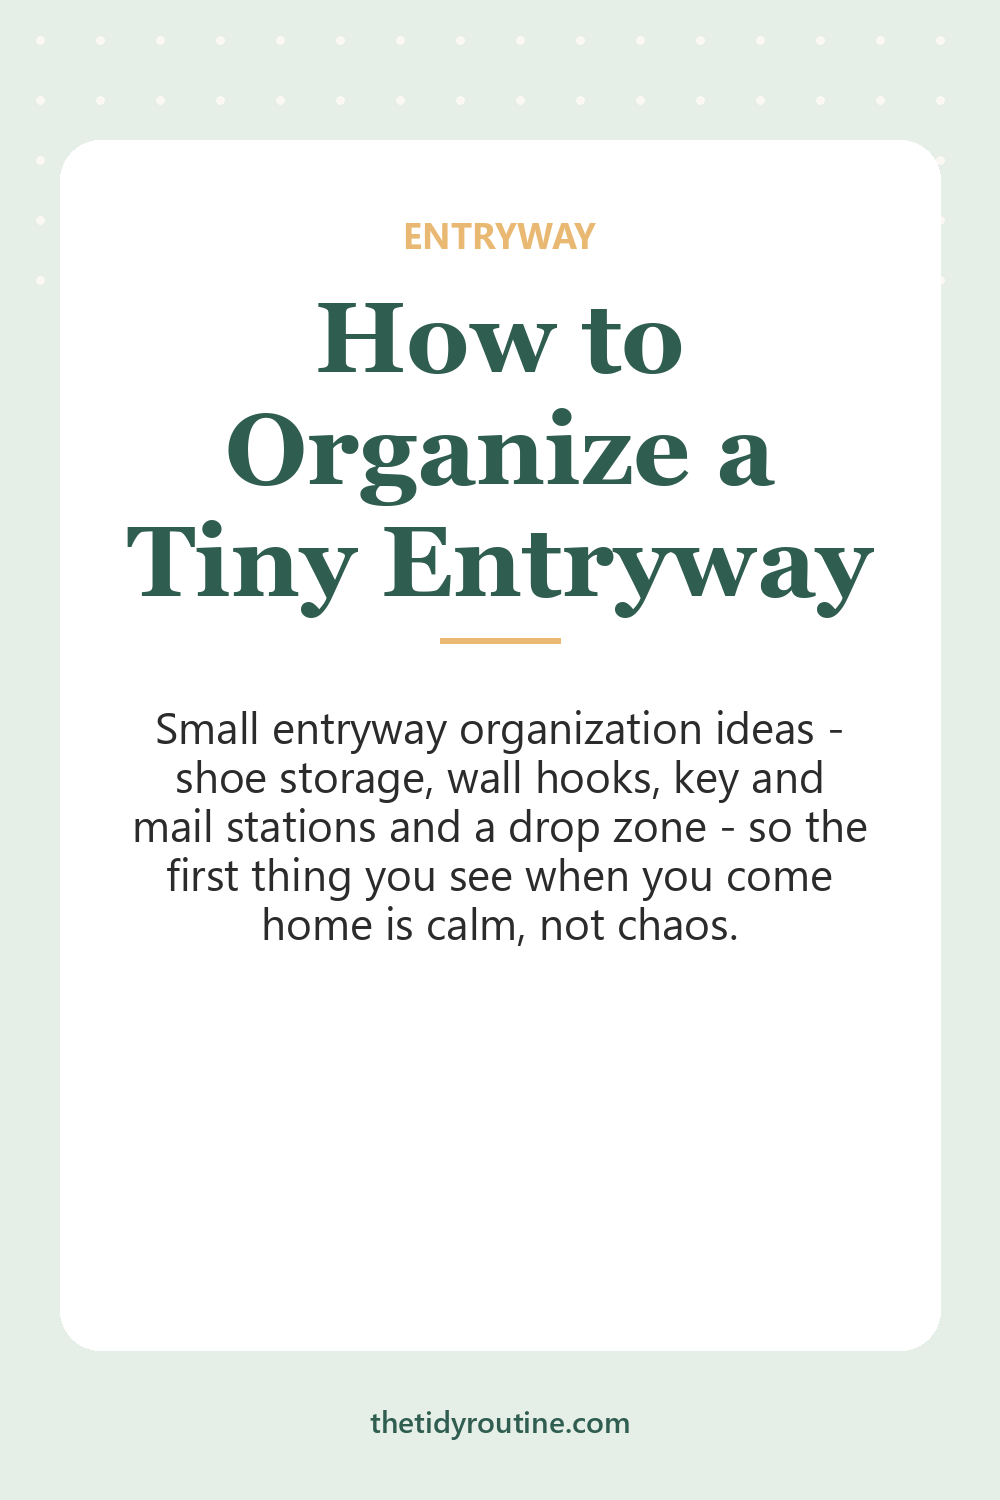 ENTRYWAY
How to
Organize a
Tiny Entryway
Small entryway organization ideas -
shoe storage, wall hooks, key and
mail stations and a drop zone - so the
first thing you see when you come
home is calm, not chaos.
thetidyroutine.com